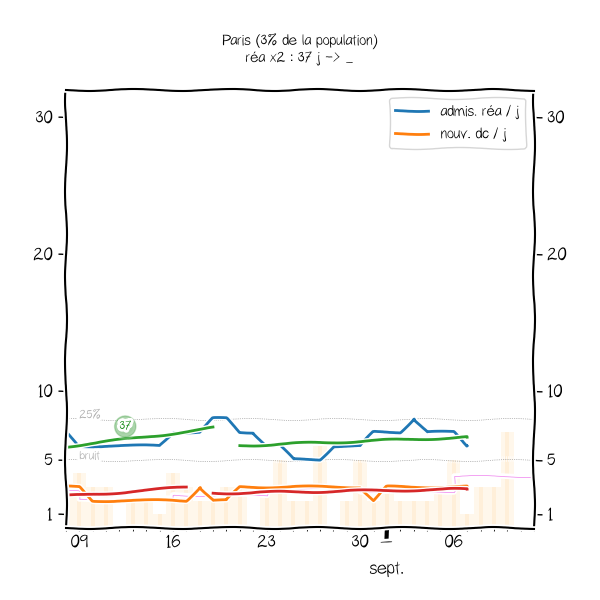 Paris (3% de la population)
réa x2 : 37 j -> _
admis. réa / j
nouv. dc / j
30
30
20
20
10
10
25%
37
bruit
5
5
1
1
09
16
23
30
06
sept.